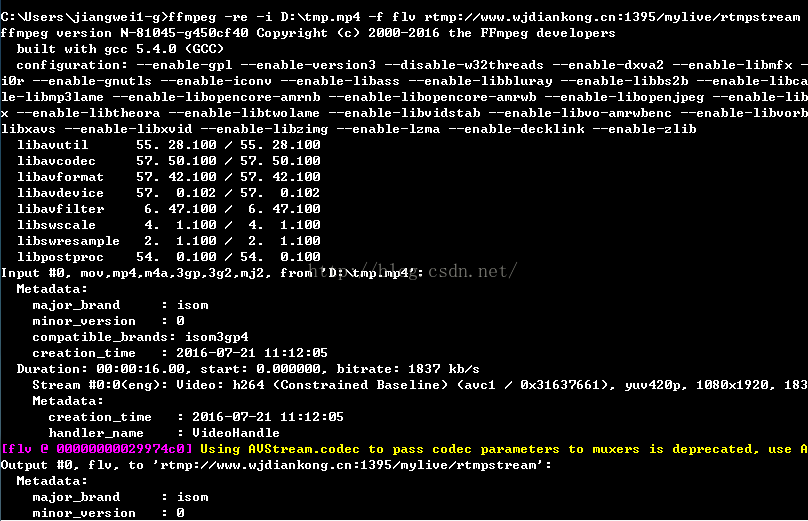 C:\Users\jiangwei1-g>ffmpeg -re -i D:\tmp.mp4 -f flv rtmp://www.wjdiankong.cn:1395/mylive/rtmpstream
ffmpeg version N-81045-g450cf40 Copyright (c) 2000-2016 the FFmpeg developers
  built with gcc 5.4.0 (GCC)
  configuration: --enable-gpl --enable-version3 --disable-w32threads --enable-dxva2 --enable-libmfx -
i0r --enable-gnutls --enable-iconv --enable-libass --enable-libbluray --enable-libbs2b --enable-libca
le-libmp3lame --enable-libopencore-amrnb --enable-libopencore-amrwb --enable-libopenjpeg --enable-lib
x --enable-libtheora --enable-libtwolame --enable-libvidstab --enable-libvo-amrwbenc --enable-libvorb
libxavs --enable-libxvid --enable-libzimg --enable-lzma --enable-decklink --enable-zlib
  libavutil      55. 28.100 / 55. 28.100
  libavcodec     57. 50.100 / 57. 50.100
  libavformat    57. 42.100 / 57. 42.100
  libavdevice    57.  0.102 / 57.  0.102
  libavfilter     6. 47.100 /  6. 47.100
  libswscale      4.  1.100 /  4.  1.100
  libswresample   2.  1.100 /  2.  1.100
  libpostproc    54.  0.100 / 54.  0.100
http://blog.csdn.net/
Input #0, mov,mp4,m4a,3gp,3g2,mj2, from 'D:\tmp.mp4':
  Metadata:
    major_brand     : isom
    minor_version   : 0
    compatible_brands: isom3gp4
    creation_time   : 2016-07-21 11:12:05
  Duration: 00:00:16.00, start: 0.000000, bitrate: 1837 kb/s
    Stream #0:0(eng): Video: h264 (Constrained Baseline) (avc1 / 0x31637661), yuv420p, 1080x1920, 183
    Metadata:
      creation_time   : 2016-07-21 11:12:05
      handler_name    : VideoHandle
[flv @ 00000000029974c0] Using AVStream.codec to pass codec parameters to muxers is deprecated, use A
Output #0, flv, to 'rtmp://www.wjdiankong.cn:1395/mylive/rtmpstream':
  Metadata:
    major_brand     : isom
    minor_version   : 0